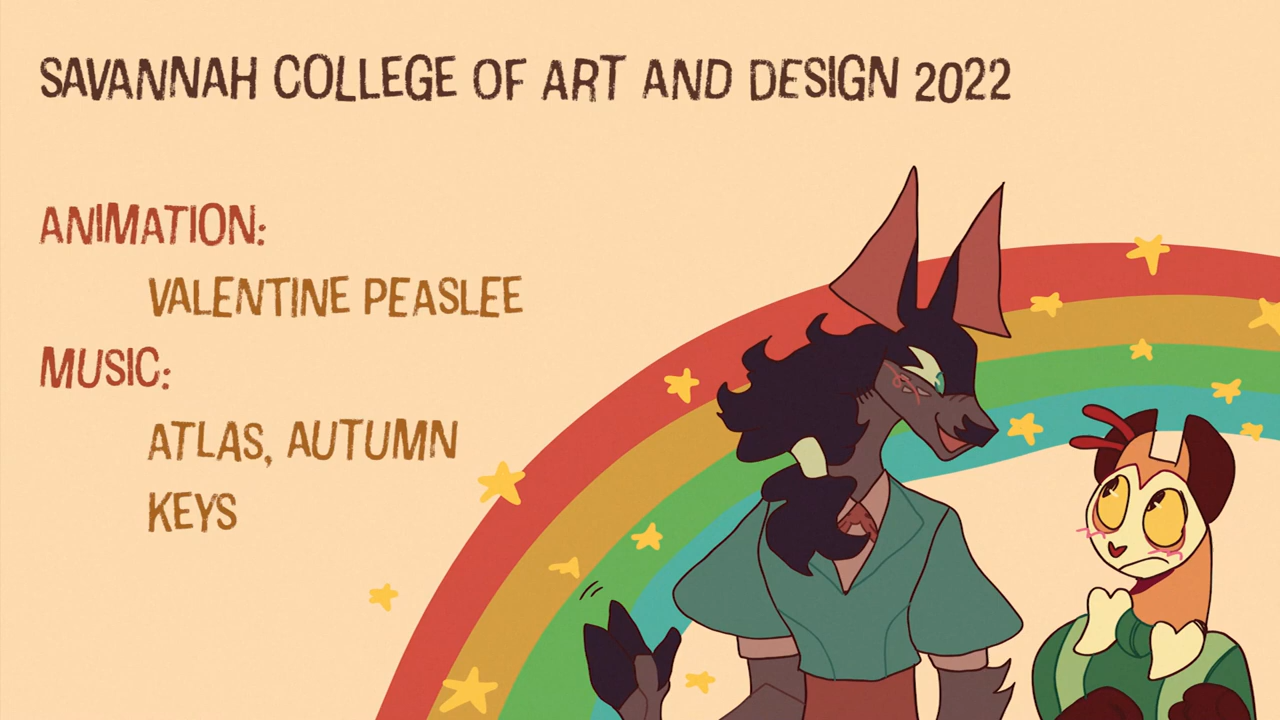 SAVANNAH COLLEGE OF ART AND DESIGN 2022
ANIMATION:
VALENTINE PEASLEE
MUSIC:
ATLAS, AUTUMN
KEYS